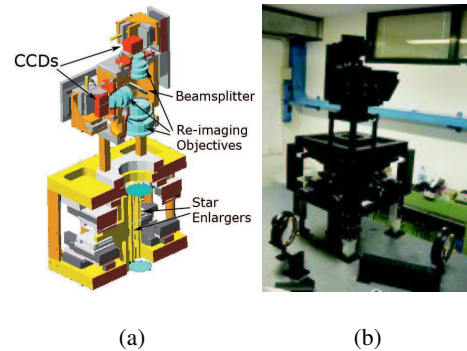 CCDs
Beamsplitter
Re-imaging
Objectives
Star
Enlargers
(a)
(b)